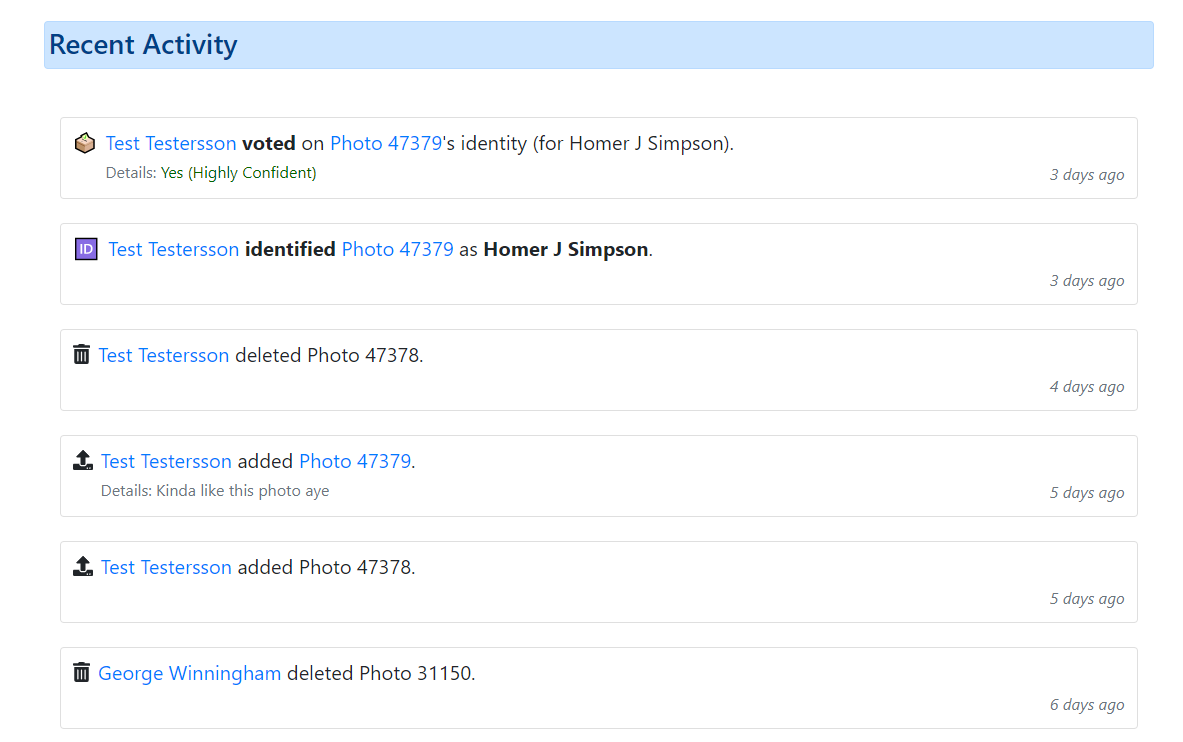 Recent Activity
Test Testersson voted on Photo 47379's identity (for Homer J Simpson).
Details: Yes (Highly Confident)
3 days ago
ID Test Testersson identified Photo 47379 as Homer J Simpson.
3 days ago
Test Testersson deleted Photo 47378.
4 days ago
Test Testersson added Photo 47379.
Details: Kinda like this photo aye
5 days ago
Test Testersson added Photo 47378.
5 days ago
George Winningham deleted Photo 31150.
6 days ago